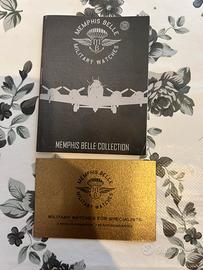 MEMPHIS BELLE
MILITARY WATCHES
MEMPHIS BELLE COLLECTION
MEMPHIS BELLE
MILITARY WATCHES
MILITARY WATCHES FOR SPECIALISTS